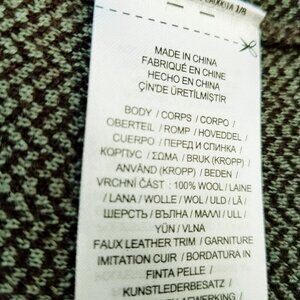 MADE IN CHINA
FABRIQUÉ EN CHINE
HECHO EN CHINA
ÇİN'DE ÜRETİLMİŞTİR
BODY / CORPS / CORPO /
OBERTEIL / ROMP / HOVEDDEL /
CUERPO / ПЕРЕД И СПИНКА /
КОРПУС / ΣΩΜΑ / BRUK (KROPP) /
ANVÄND (KROPP) / BEDEN /
VRCHNÍ ČÁST : 100% WOOL / LAINE
/ LANA / WOLLE / WOL / ULD / LÅ /
ШЕРСТЬ / ВЪЛНА / ΜΑΛΛΙ / ULL /
YÜN / VLNA
FAUX LEATHER TRIM / GARNITURE
IMITATION CUIR / BORDATURA IN
FINTA PELLE /
KUNSTLEDERBESATZ /